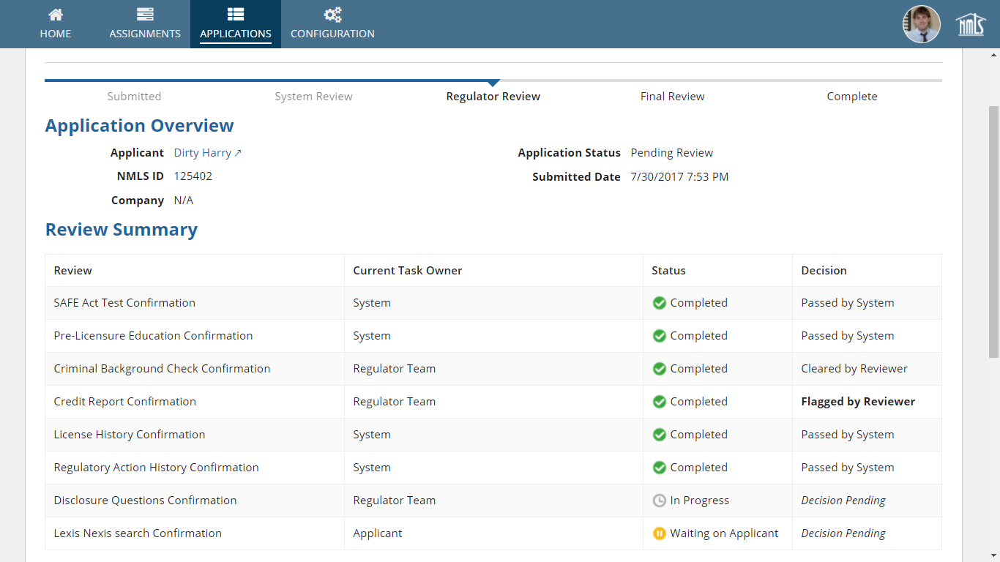 HOME ASSIGNMENTS APPLICATIONS CONFIGURATION NMLS
Submitted System Review Regulator Review Final Review Complete
Application Overview
Applicant Dirty Harry ↗ Application Status Pending Review
NMLS ID 125402 Submitted Date 7/30/2017 7:53 PM
Company N/A
Review Summary
Review Current Task Owner Status Decision
SAFE Act Test Confirmation System Completed Passed by System
Pre-Licensure Education Confirmation System Completed Passed by System
Criminal Background Check Confirmation Regulator Team Completed Cleared by Reviewer
Credit Report Confirmation Regulator Team Completed Flagged by Reviewer
License History Confirmation System Completed Passed by System
Regulatory Action History Confirmation System Completed Passed by System
Disclosure Questions Confirmation Regulator Team In Progress Decision Pending
Lexis Nexis search Confirmation Applicant Waiting on Applicant Decision Pending